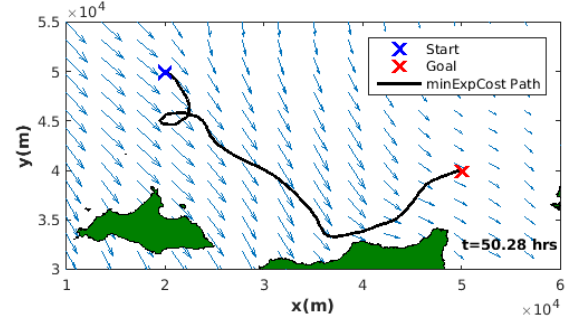 × 10⁴
5.5
5
4.5
4
3.5
3
y(m)
Start
Goal
minExpCost Path
t=50.28 hrs
1 2 3 4 5 6
x(m)
× 10⁴